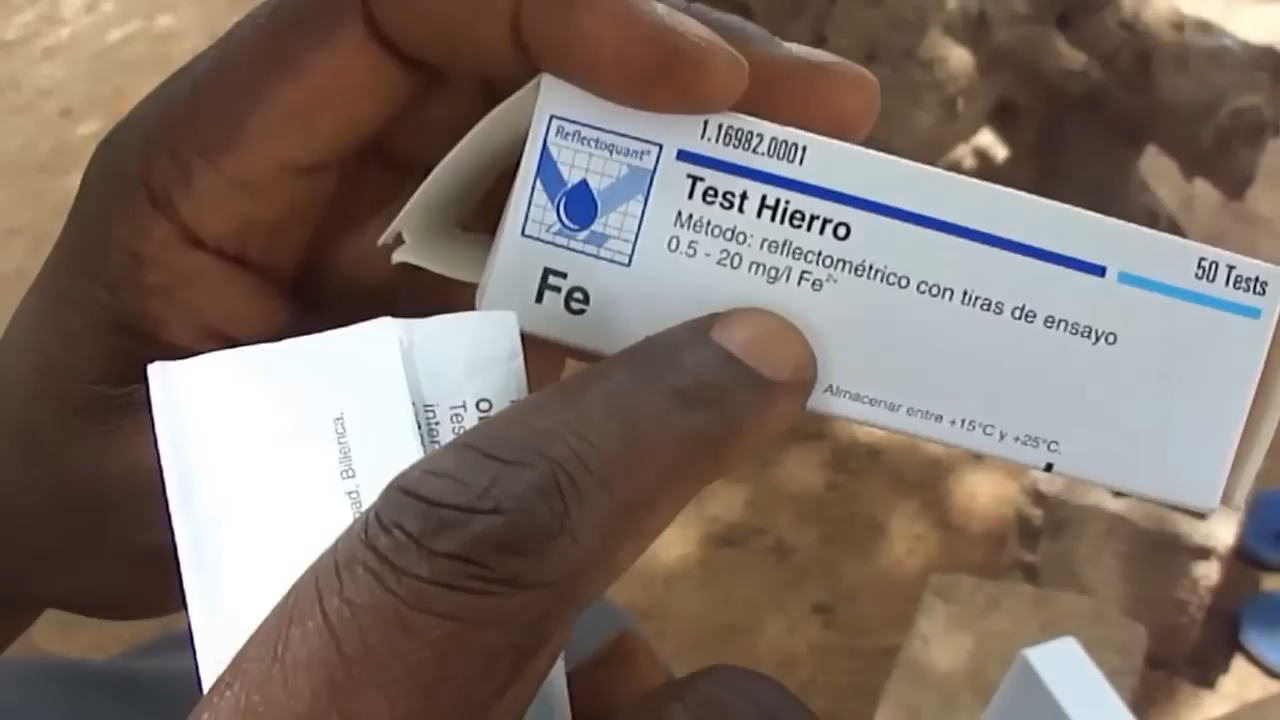 Reflectoquant®
1.16982.0001
Test Hierro
50 Tests
Método: reflectométrico con tiras de ensayo
0.5 - 20 mg/l Fe²⁺
Fe
Almacenar entre +15°C y +25°C.
Billerica.